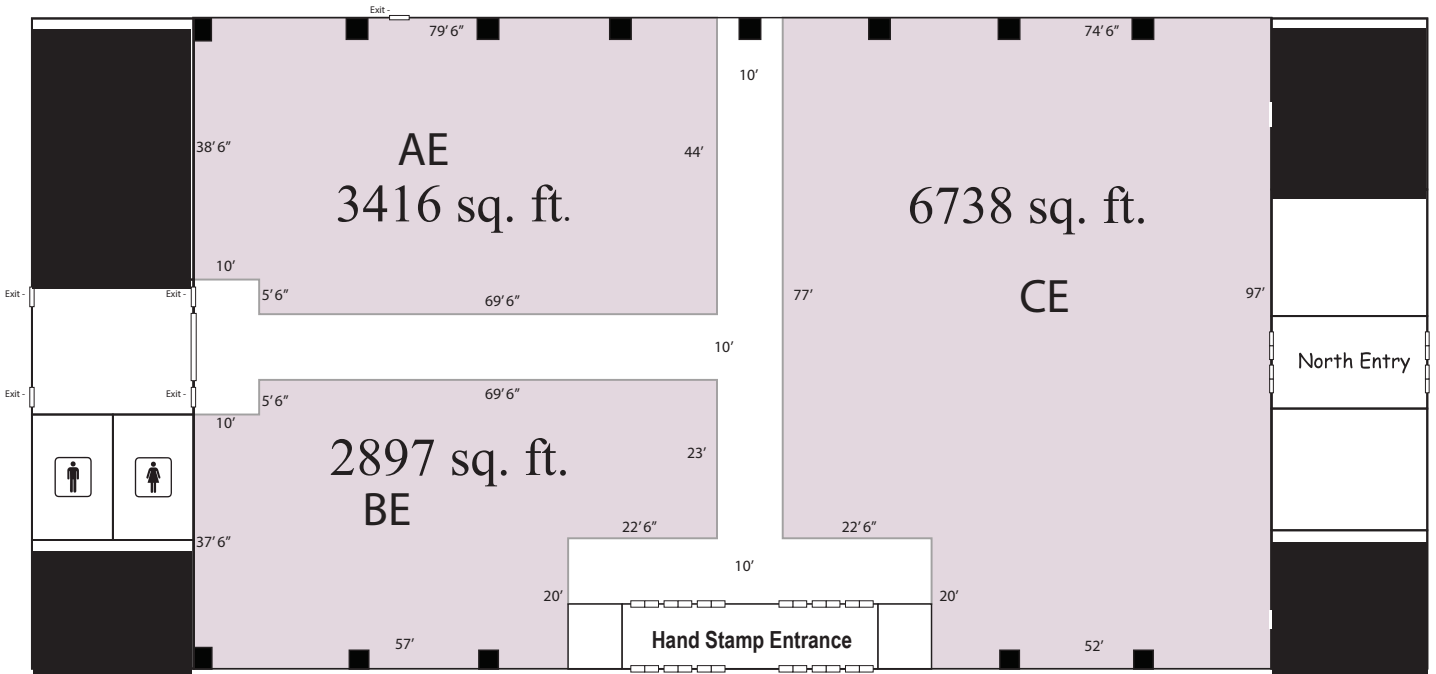 Exit -
79’ 6”
74’ 6”
10’
38’ 6”
AE
44’
3416 sq. ft.
6738 sq. ft.
10’
5’ 6”
69’ 6”
77’
CE
97’
Exit -
Exit -
10’
North Entry
Exit -
Exit -
5’ 6”
69’ 6”
10’
2897 sq. ft.
23’
BE
22’ 6”
22’ 6”
37’ 6”
10’
20’
20’
Hand Stamp Entrance
57’
52’